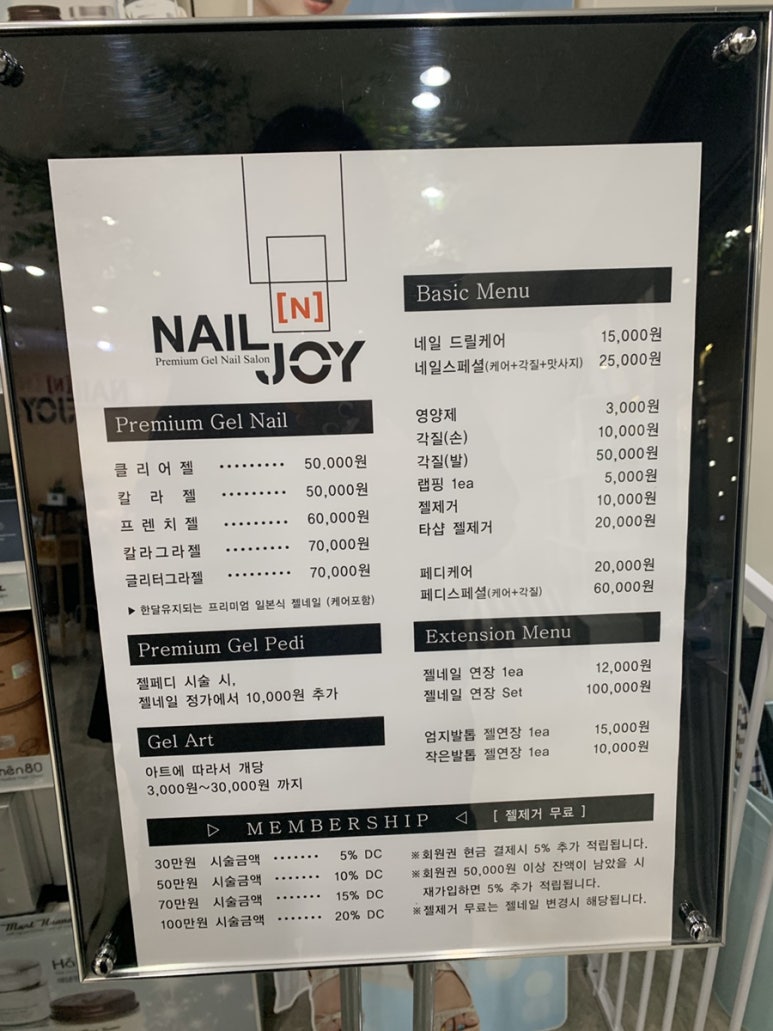 [N]
NAIL
Premium Gel Nail Salon
JOY
Premium Gel Nail
클리어젤 ········· 50,000원
칼 라 젤 ········· 50,000원
프렌치젤 ········· 60,000원
칼라그라젤 ········· 70,000원
글리터그라젤 ········· 70,000원
▶ 한달유지되는 프리미엄 일본식 젤네일 (케어포함)
Premium Gel Pedi
젤페디 시술 시,
젤네일 정가에서 10,000원 추가
Gel Art
아트에 따라서 개당
3,000원~30,000원 까지
Basic Menu
네일 드릴케어 15,000원
네일스페셜(케어+각질+맛사지) 25,000원
영양제 3,000원
각질(손) 10,000원
각질(발) 50,000원
랩핑 1ea 5,000원
젤제거 10,000원
타샵 젤제거 20,000원
페디케어 20,000원
페디스페셜(케어+각질) 60,000원
Extension Menu
젤네일 연장 1ea 12,000원
젤네일 연장 Set 100,000원
엄지발톱 젤연장 1ea 15,000원
작은발톱 젤연장 1ea 10,000원
▷ MEMBERSHIP ◁ [ 젤제거 무료 ]
30만원 시술금액 ······· 5% DC
50만원 시술금액 ······· 10% DC
70만원 시술금액 ······· 15% DC
100만원 시술금액 ······· 20% DC
※회원권 현금 결제시 5% 추가 적립됩니다.
※회원권 50,000원 이상 잔액이 남았을 시
재가입하면 5% 추가 적립됩니다.
※젤제거 무료는 젤네일 변경시 해당됩니다.